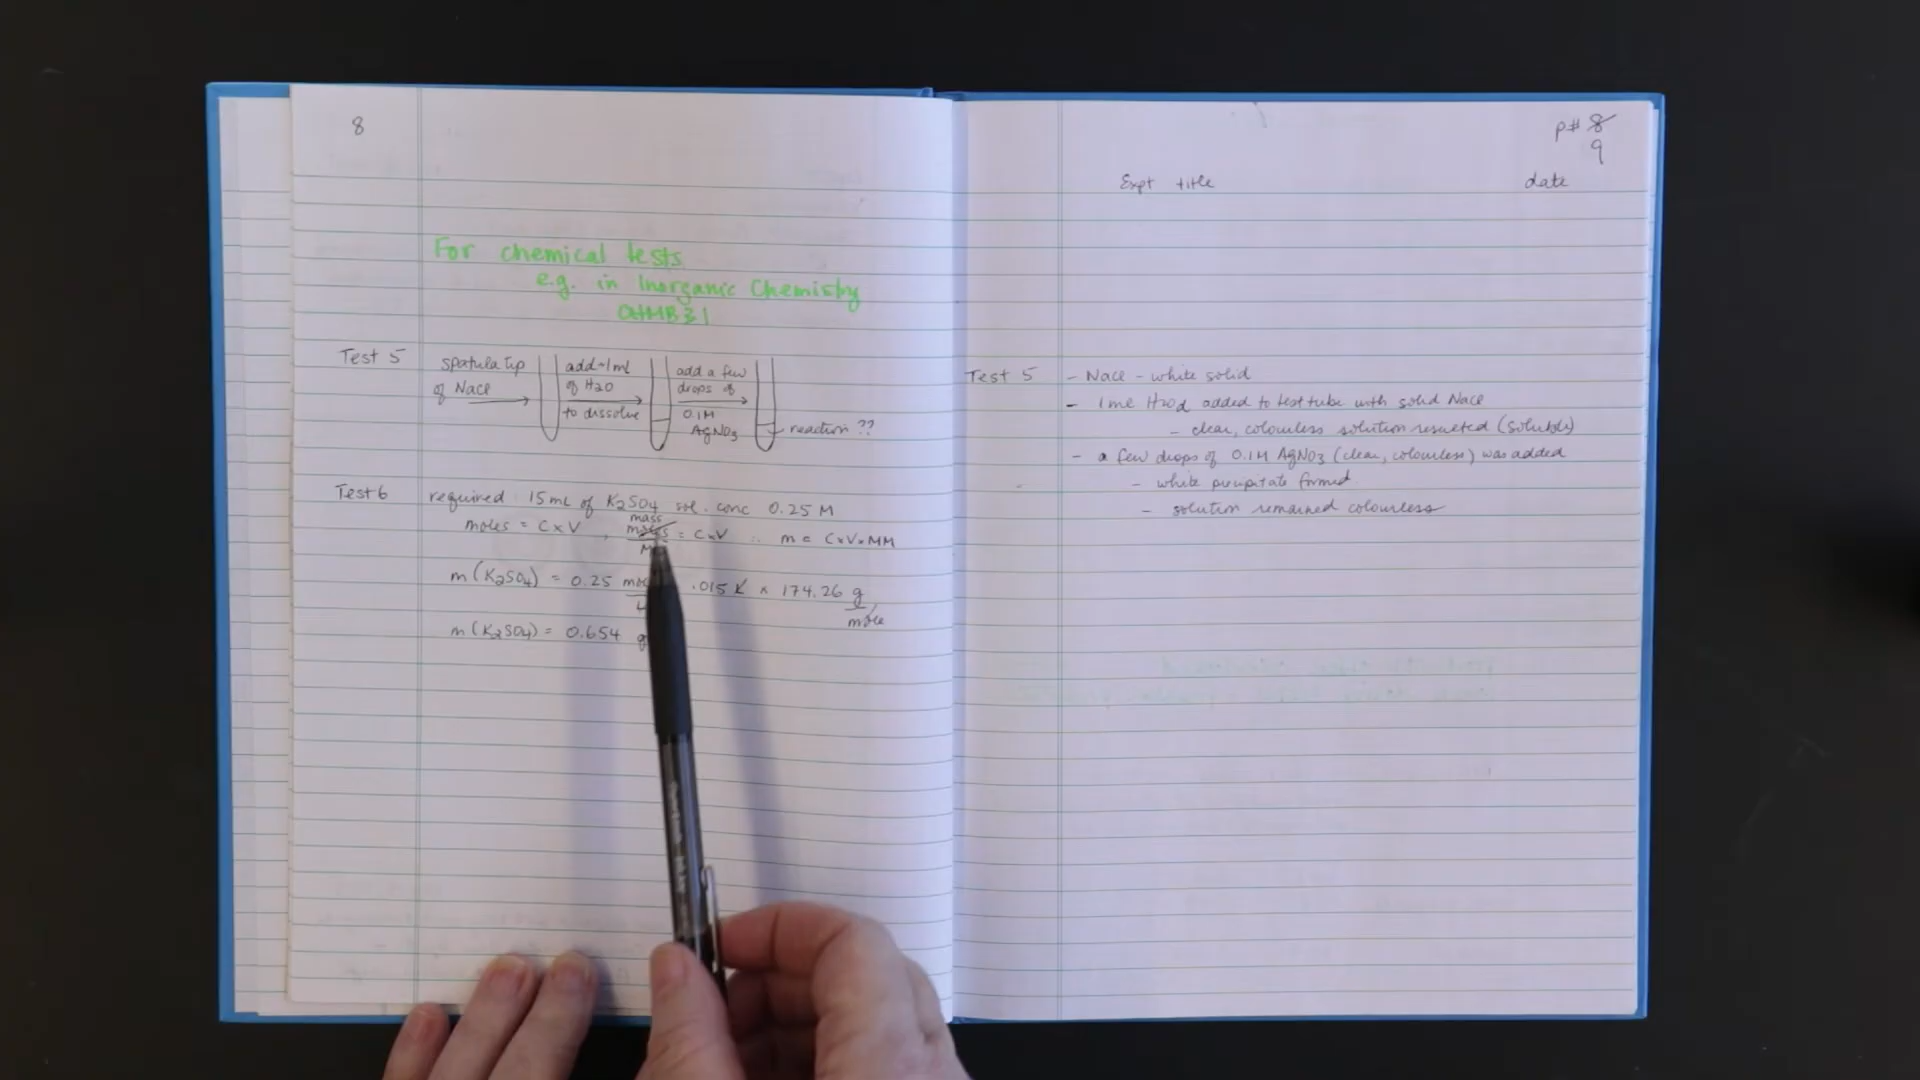 8
For chemical tests
e.g. in Inorganic Chemistry
CHMB31
Test 5
spatula tip
of NaCl
add ~1ml
of H2O
to dissolve
add a few
drops of
0.1M
AgNO3
reaction ??
Test 6
required 15mL of K2SO4 sol. conc 0.25 M
moles = C x V , mass = C x V ∴ m = C x V x MM
m (K2SO4) = 0.25 .015 L x 174.26 g
mole
m (K2SO4) = 0.654 g
p# 8
9
Expt title date
Test 5 - NaCl - white solid
- 1ml H2O added to test tube with solid NaCl
- clear, colourless solution resulted (soluble)
- a few drops of 0.1M AgNO3 (clear, colourless) was added
- white precipitate formed
- solution remained colourless